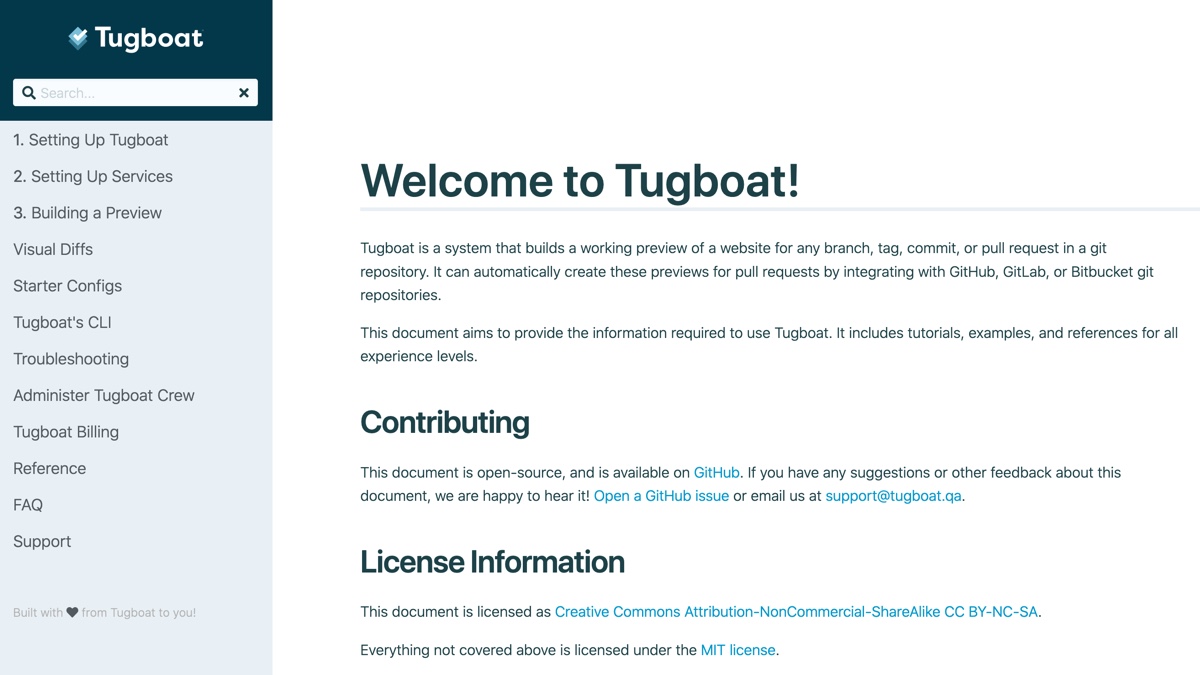 Tugboat
Search...
1. Setting Up Tugboat
2. Setting Up Services
3. Building a Preview
Visual Diffs
Starter Configs
Tugboat's CLI
Troubleshooting
Administer Tugboat Crew
Tugboat Billing
Reference
FAQ
Support
Built with from Tugboat to you!
Welcome to Tugboat!
Tugboat is a system that builds a working preview of a website for any branch, tag, commit, or pull request in a git
repository. It can automatically create these previews for pull requests by integrating with GitHub, GitLab, or Bitbucket git
repositories.
This document aims to provide the information required to use Tugboat. It includes tutorials, examples, and references for all
experience levels.
Contributing
This document is open-source, and is available on GitHub. If you have any suggestions or other feedback about this
document, we are happy to hear it! Open a GitHub issue or email us at support@tugboat.qa.
License Information
This document is licensed as Creative Commons Attribution-NonCommercial-ShareAlike CC BY-NC-SA.
Everything not covered above is licensed under the MIT license.